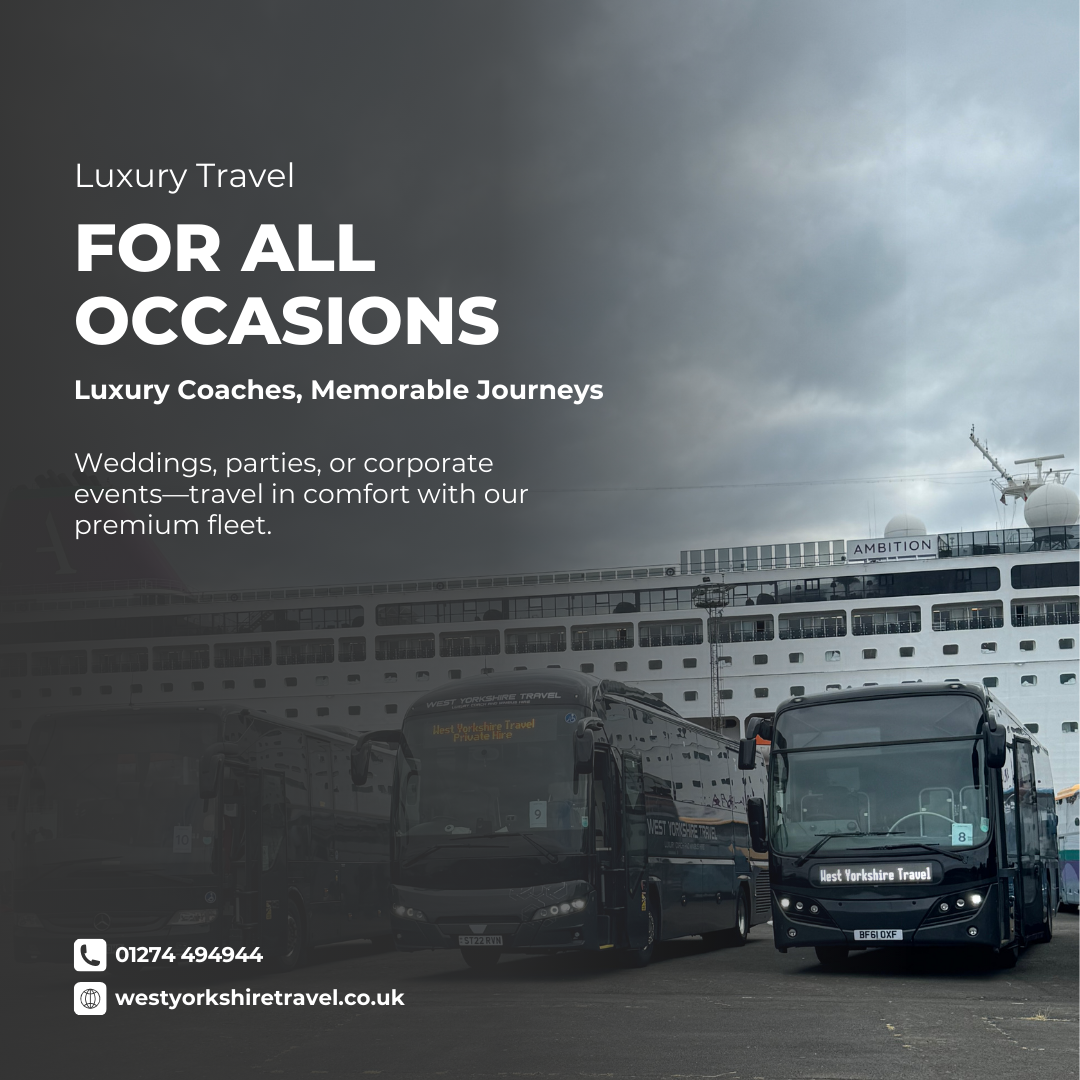 Luxury Travel
FOR ALL
OCCASIONS
Luxury Coaches, Memorable Journeys
Weddings, parties, or corporate
events—travel in comfort with our
premium fleet.
AMBITION
WEST YORKSHIRE TRAVEL
West Yorkshire Travel
Private Hire
10
9
WEST YORKSHIRE TRAVEL
8
West Yorkshire Travel
ST22 RVN
BF61 OXF
01274 494944
westyorkshiretravel.co.uk